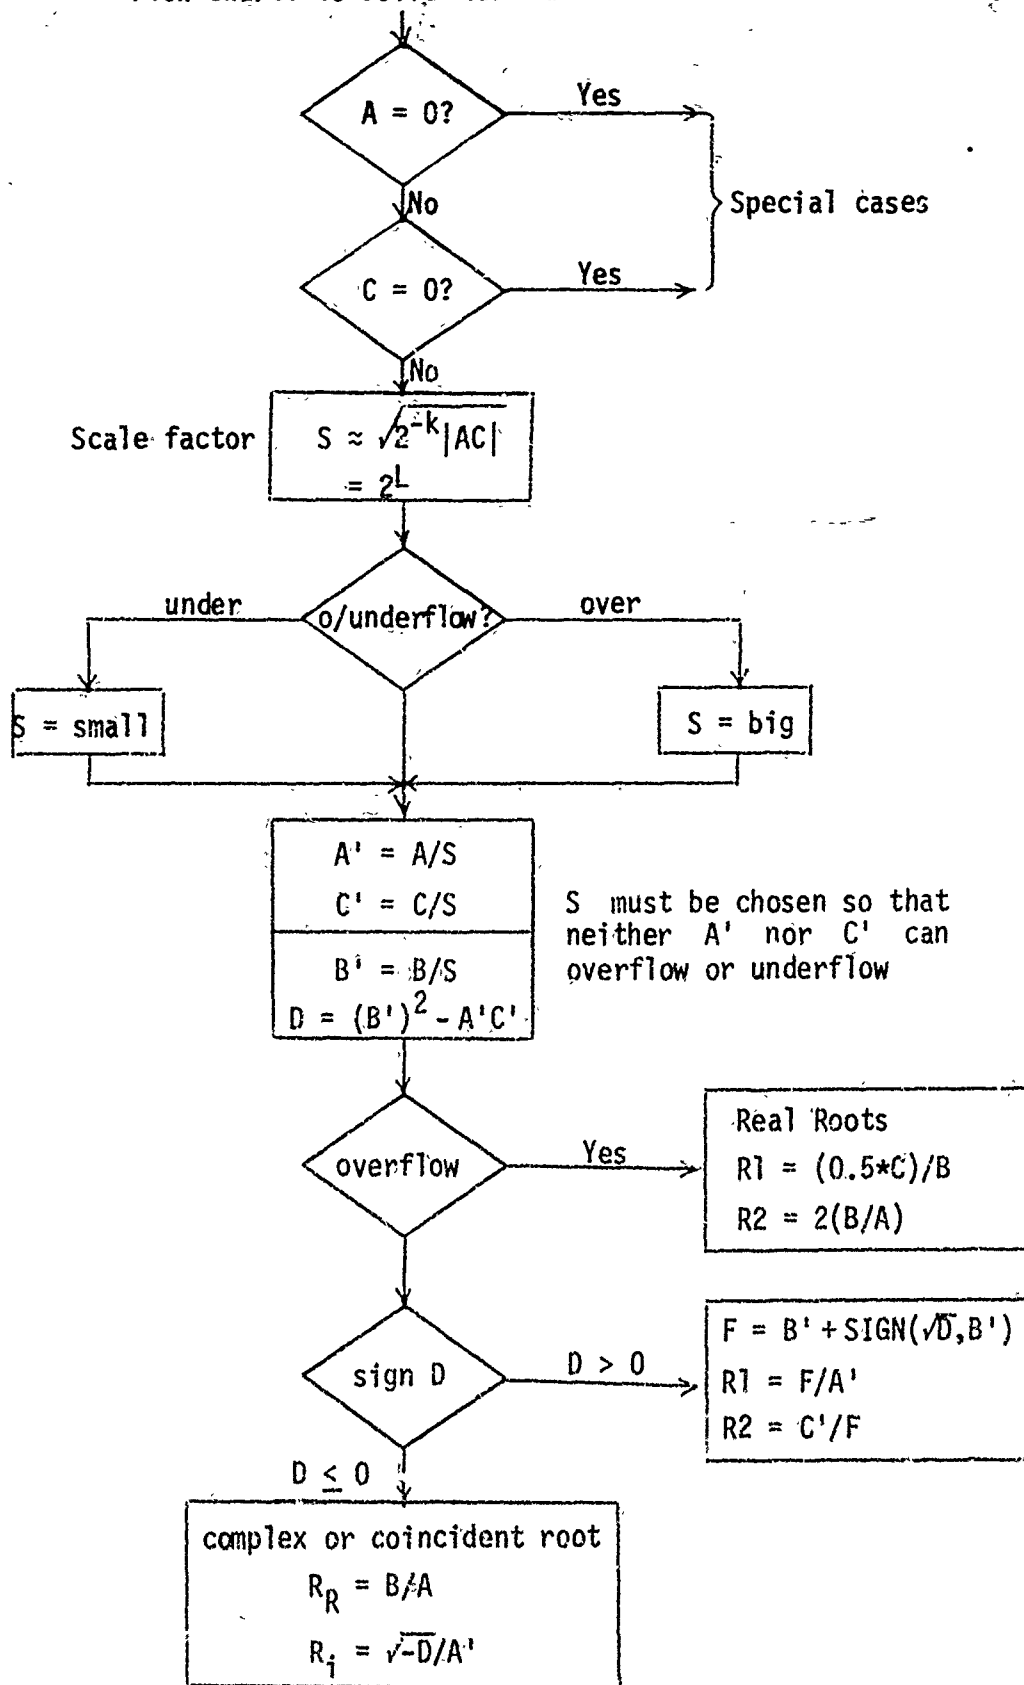 A = 0?
Yes
No
Special cases
C = 0?
Yes
No
Scale factor
S ≈ √2^-k|AC|
= 2^L
under
o/underflow?
over
S = small
S = big
A' = A/S
C' = C/S
B' = B/S
D = (B')² - A'C'
S must be chosen so that
neither A' nor C' can
overflow or underflow
overflow
Yes
Real Roots
R1 = (0.5*C)/B
R2 = 2(B/A)
sign D
D > 0
F = B' + SIGN(√D,B')
R1 = F/A'
R2 = C'/F
D ≤ 0
complex or coincident root
R_R = B/A
R_i = √-D/A'